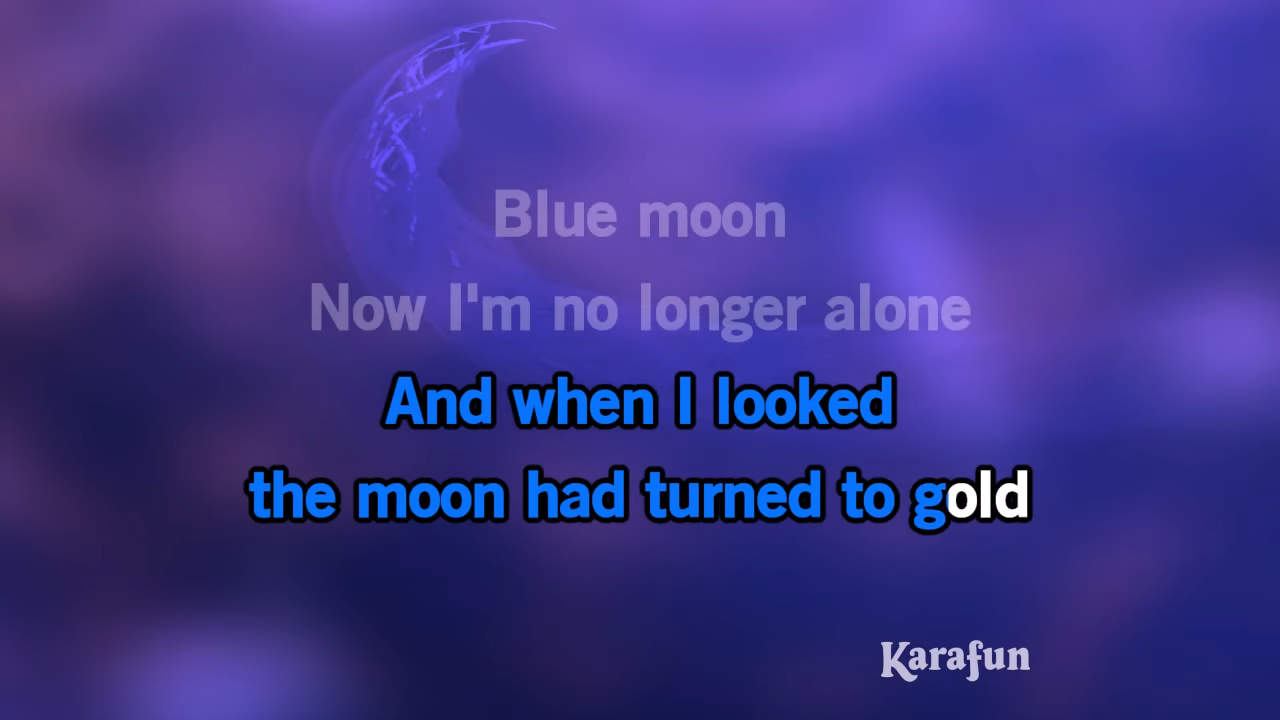 Blue moon
Now I'm no longer alone
And when I looked
the moon had turned to gold
Karafun